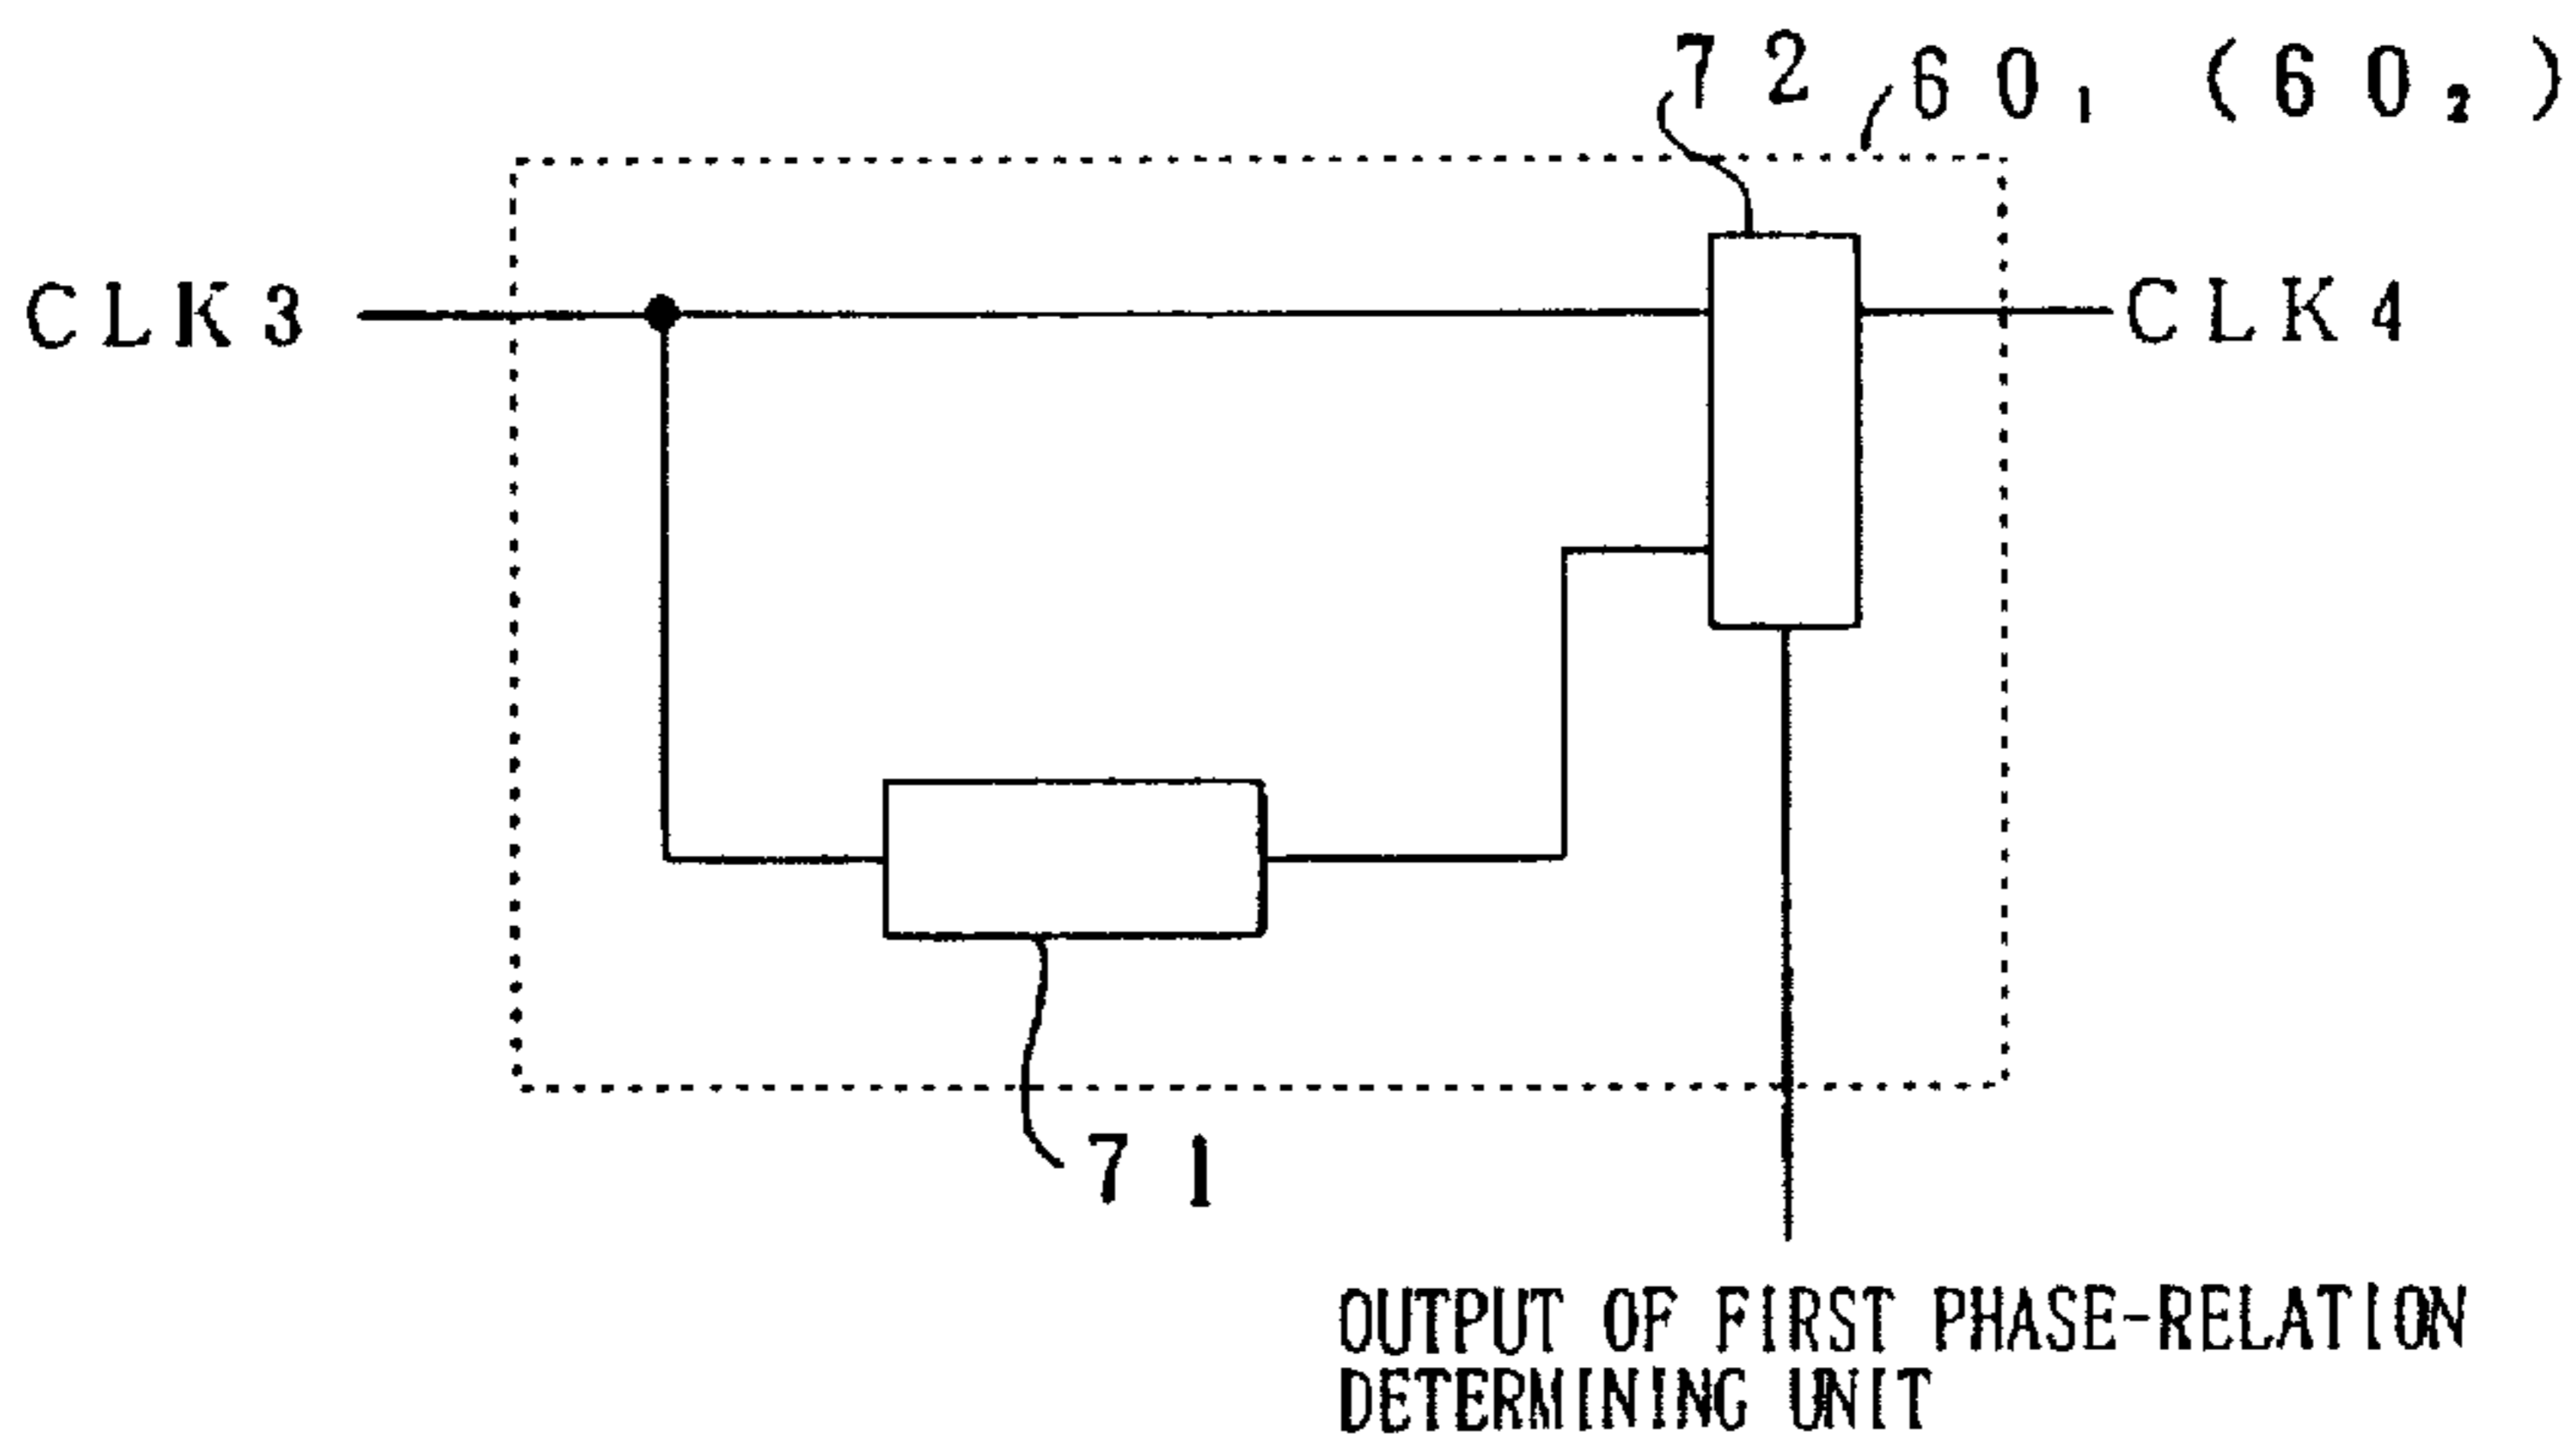 72
60₁ (60₂)
CLK3
CLK4
71
OUTPUT OF FIRST PHASE-RELATION
DETERMINING UNIT